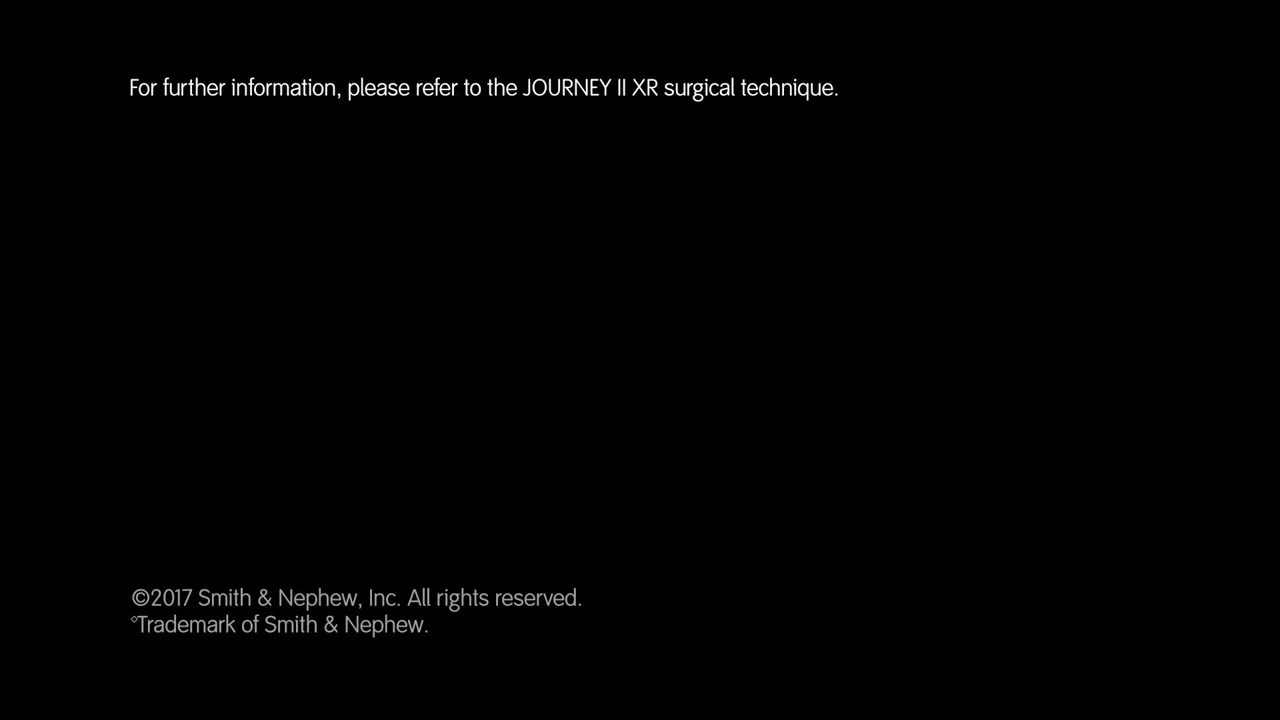 For further information, please refer to the JOURNEY II XR surgical technique.
©2017 Smith & Nephew, Inc. All rights reserved.
◊Trademark of Smith & Nephew.